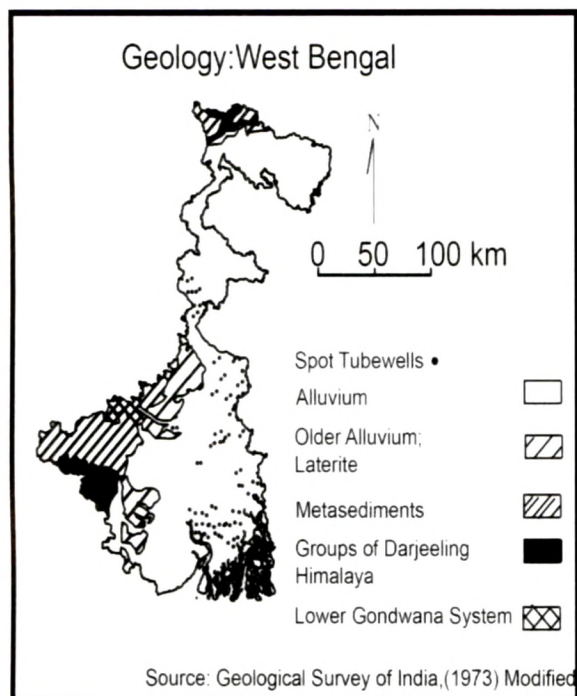 Geology:West Bengal
N
0 50 100 km
Spot Tubewells •
Alluvium
Older Alluvium;
Laterite
Metasediments
Groups of Darjeeling
Himalaya
Lower Gondwana System
Source: Geological Survey of India,(1973) Modified